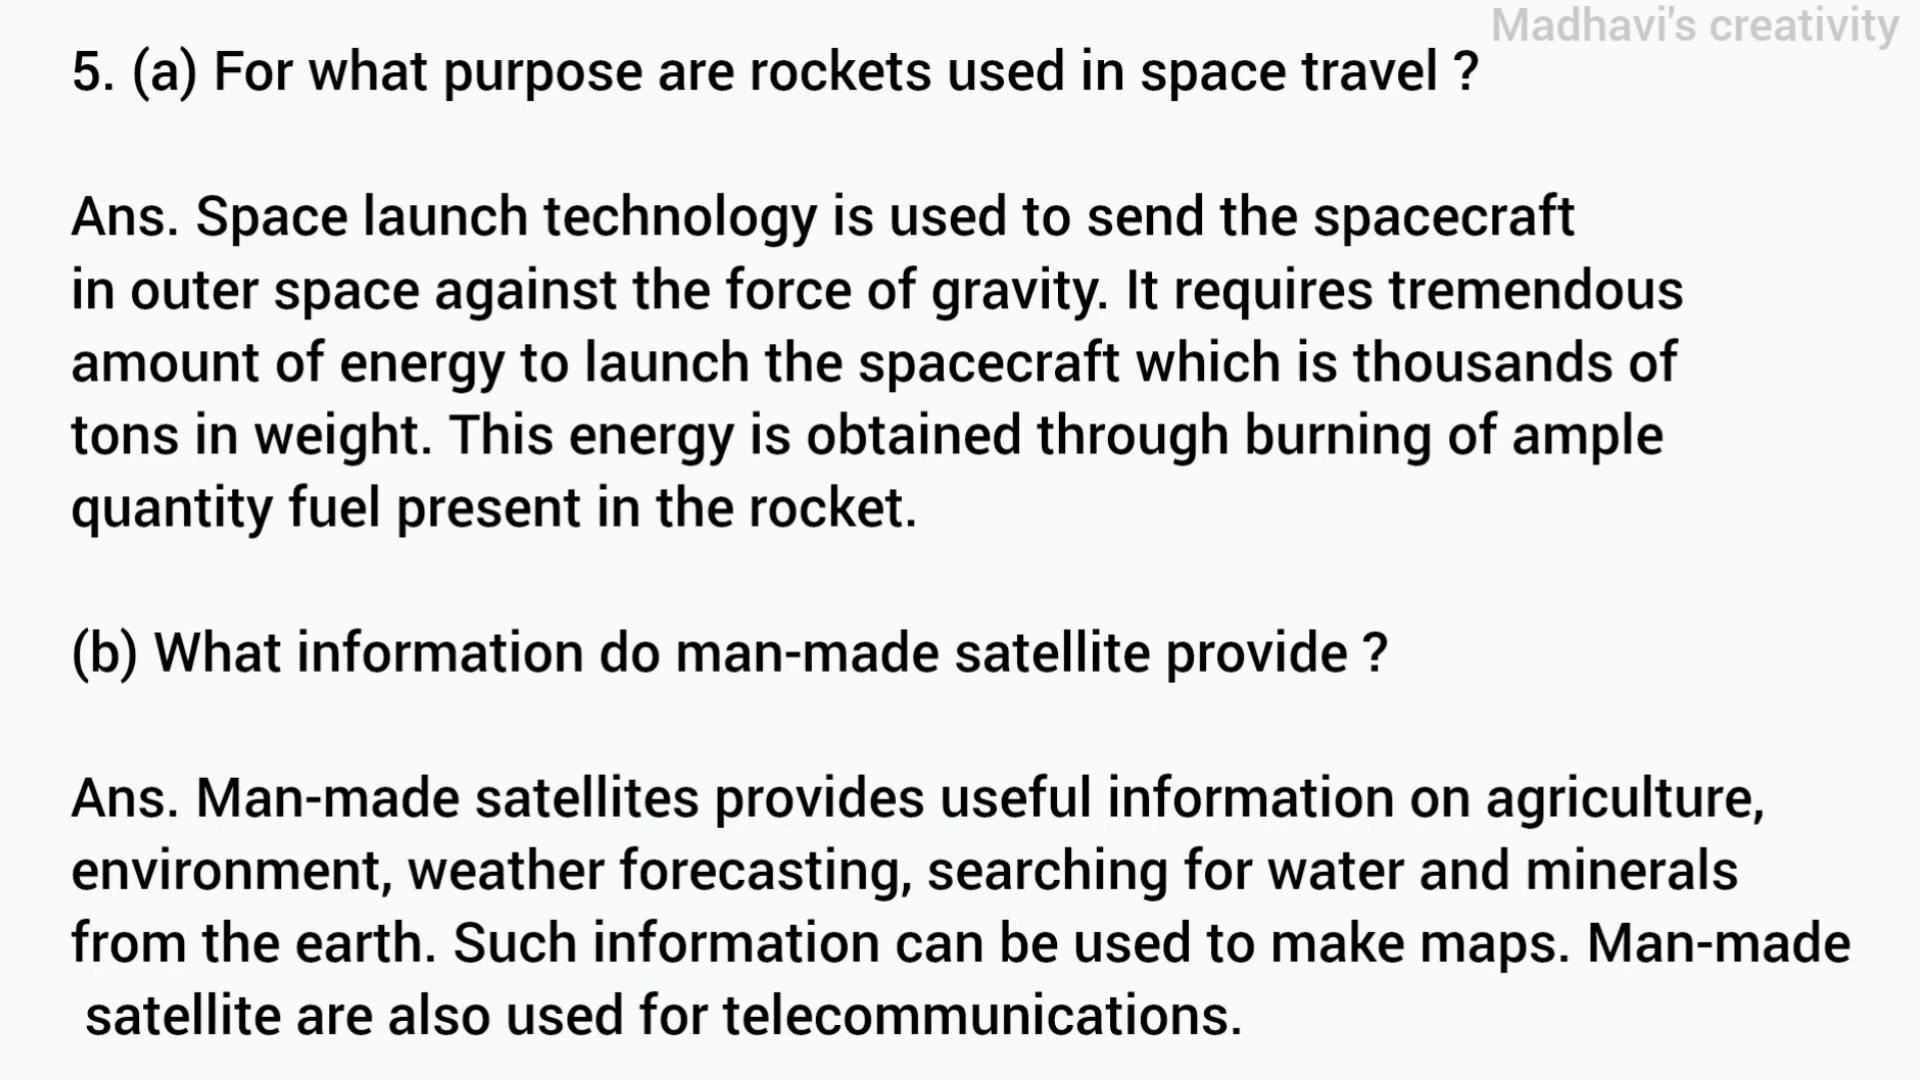 Madhavi's creativity
5. (a) For what purpose are rockets used in space travel ?
Ans. Space launch technology is used to send the spacecraft
in outer space against the force of gravity. It requires tremendous
amount of energy to launch the spacecraft which is thousands of
tons in weight. This energy is obtained through burning of ample
quantity fuel present in the rocket.
(b) What information do man-made satellite provide ?
Ans. Man-made satellites provides useful information on agriculture,
environment, weather forecasting, searching for water and minerals
from the earth. Such information can be used to make maps. Man-made
satellite are also used for telecommunications.